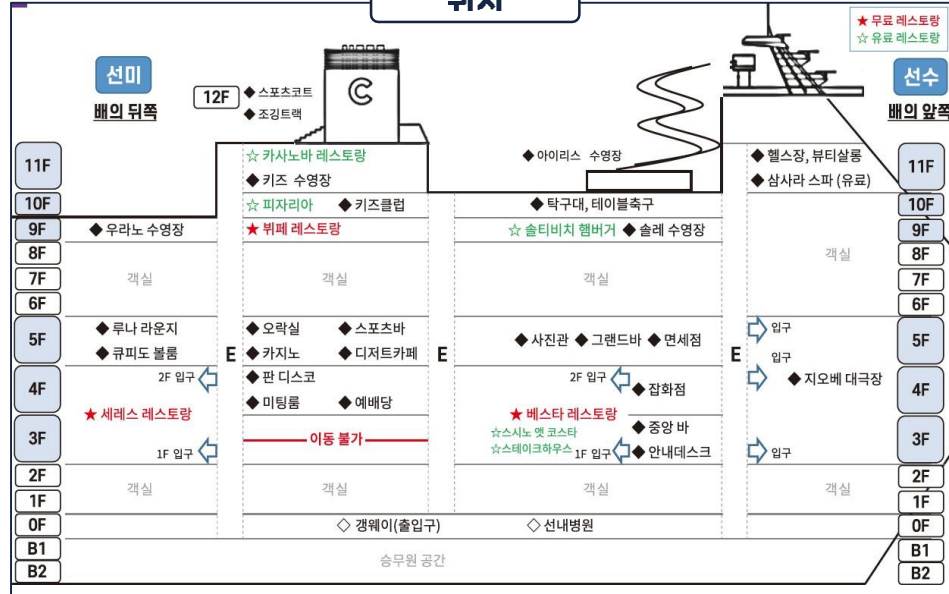 위치
★ 무료 레스토랑
☆ 유료 레스토랑
선미
배의 뒤쪽
선수
배의 앞쪽
12F
◆ 스포츠코트
◆ 조깅트랙
C
11F
☆ 카사노바 레스토랑
◆ 키즈 수영장
◆ 아이리스 수영장
◆ 헬스장, 뷰티살롱
◆ 삼사라 스파 (유료)
11F
10F
☆ 피자리아 ◆ 키즈클럽
◆ 탁구대, 테이블축구
10F
9F
◆ 우라노 수영장
★ 뷔페 레스토랑
☆ 솔티비치 햄버거 ◆ 솔레 수영장
9F
8F
7F
6F
객실
객실
객실
객실
8F
7F
6F
5F
◆ 루나 라운지
◆ 큐피도 볼룸
E
◆ 오락실 ◆ 스포츠바
◆ 카지노 ◆ 디저트카페
E
◆ 사진관 ◆ 그랜드바 ◆ 면세점
E
입구
입구
5F
4F
2F 입구
◆ 판 디스코
◆ 미팅룸 ◆ 예배당
2F 입구
◆ 잡화점
◆ 지오베 대극장
4F
★ 세레스 레스토랑
★ 베스타 레스토랑
3F
1F 입구
이동 불가
☆스시노 앳 코스타
☆스테이크하우스
1F 입구
◆ 중앙 바
◆ 안내데스크
입구
3F
2F
1F
객실
객실
객실
객실
2F
1F
0F
◇ 갱웨이(출입구)
◇ 선내병원
0F
B1
B2
승무원 공간
B1
B2